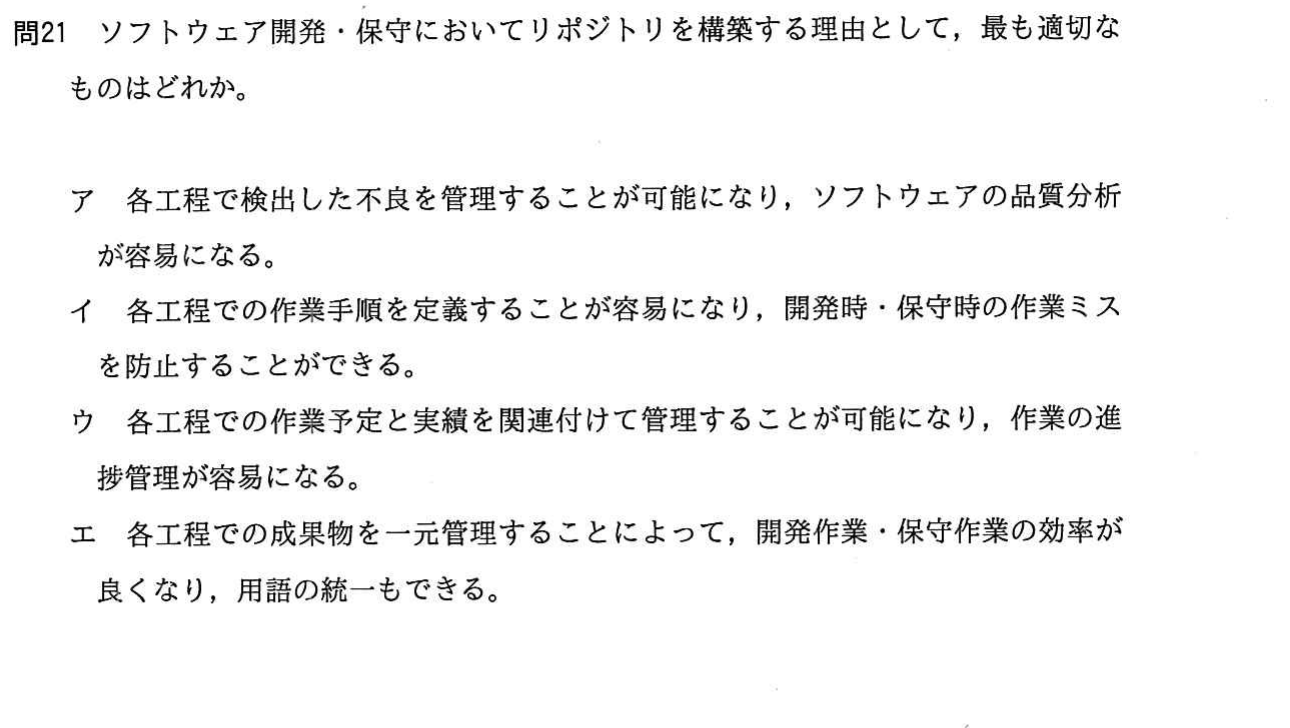 問21　ソフトウェア開発・保守においてリポジトリを構築する理由として，最も適切な
ものはどれか。
ア　各工程で検出した不良を管理することが可能になり，ソフトウェアの品質分析
が容易になる。
イ　各工程での作業手順を定義することが容易になり，開発時・保守時の作業ミス
を防止することができる。
ウ　各工程での作業予定と実績を関連付けて管理することが可能になり，作業の進
捗管理が容易になる。
エ　各工程での成果物を一元管理することによって，開発作業・保守作業の効率が
良くなり，用語の統一もできる。